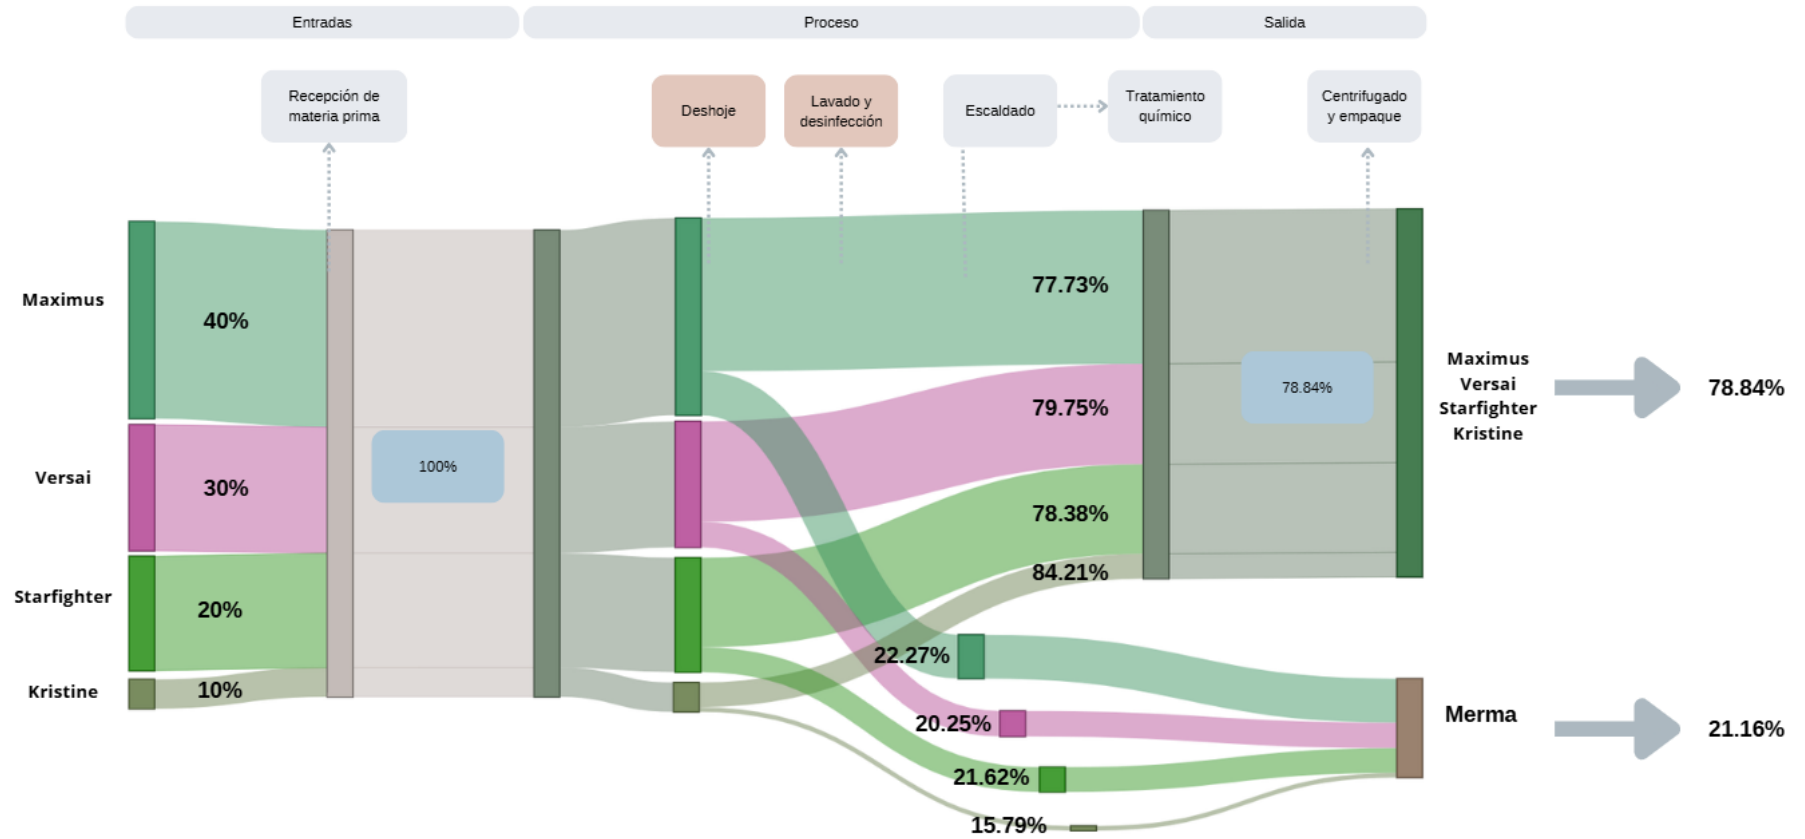 Entradas
Proceso
Salida
Recepción de
materia prima
Deshoje
Lavado y
desinfección
Escaldado
Tratamiento
químico
Centrifugado
y empaque
Maximus
40%
Versai
30%
Starfighter
20%
Kristine
10%
100%
77.73%
79.75%
78.38%
84.21%
78.84%
Maximus
Versai
Starfighter
Kristine
78.84%
22.27%
20.25%
21.62%
15.79%
Merma
21.16%